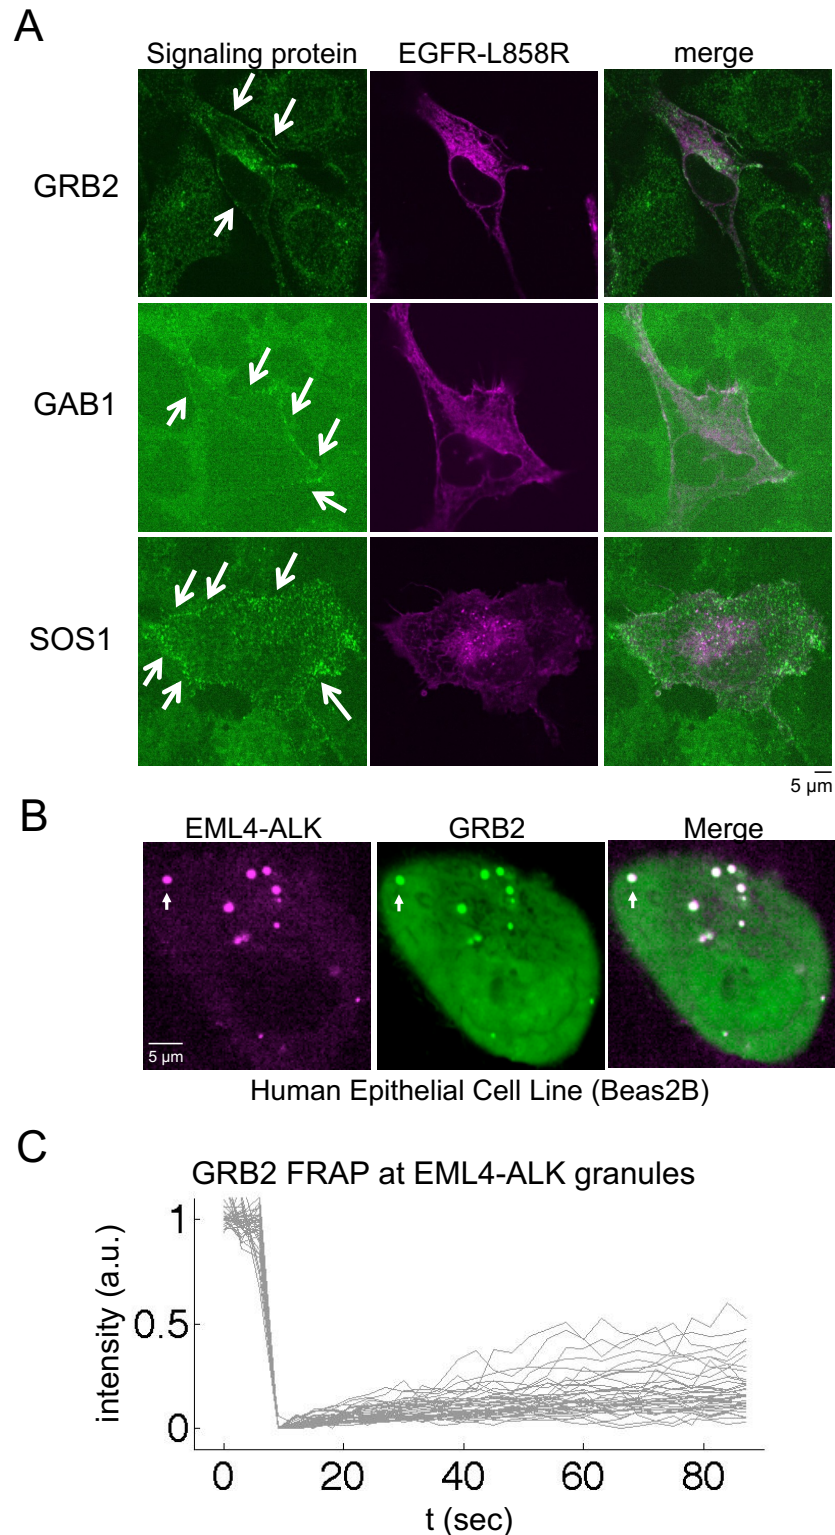 A
Signaling protein EGFR-L858R merge
GRB2
GAB1
SOS1
5 µm
B
EML4-ALK GRB2 Merge
5 µm
Human Epithelial Cell Line (Beas2B)
C
GRB2 FRAP at EML4-ALK granules
intensity (a.u.)
1
0.5
0
0 20 40 60 80
t (sec)